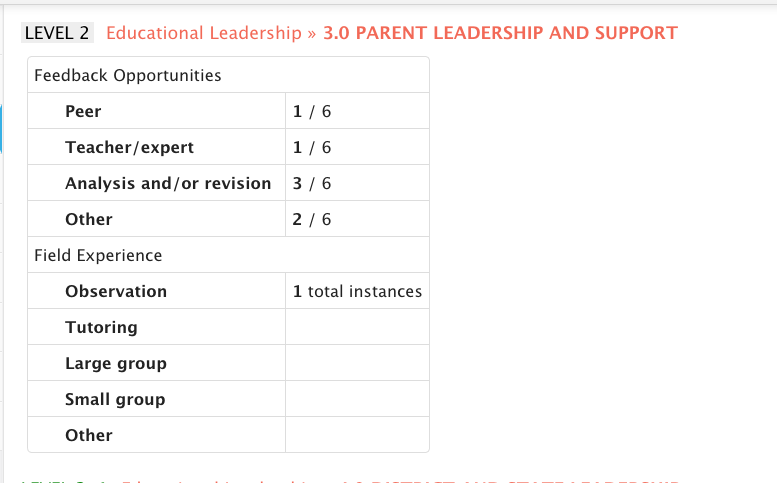 LEVEL 2 Educational Leadership » 3.0 PARENT LEADERSHIP AND SUPPORT
Feedback Opportunities
Peer 1 / 6
Teacher/expert 1 / 6
Analysis and/or revision 3 / 6
Other 2 / 6
Field Experience
Observation 1 total instances
Tutoring
Large group
Small group
Other